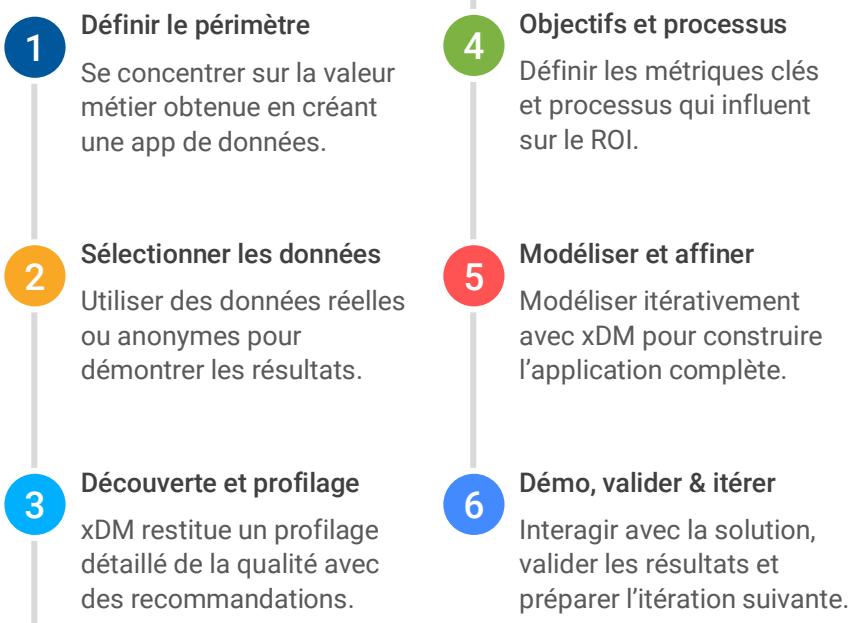 1
Définir le périmètre
Se concentrer sur la valeur
métier obtenue en créant
une app de données.
2
Sélectionner les données
Utiliser des données réelles
ou anonymes pour
démontrer les résultats.
3
Découverte et profilage
xDM restitue un profilage
détaillé de la qualité avec
des recommandations.
4
Objectifs et processus
Définir les métriques clés
et processus qui influent
sur le ROI.
5
Modéliser et affiner
Modéliser itérativement
avec xDM pour construire
l’application complète.
6
Démo, valider & itérer
Interagir avec la solution,
valider les résultats et
préparer l’itération suivante.